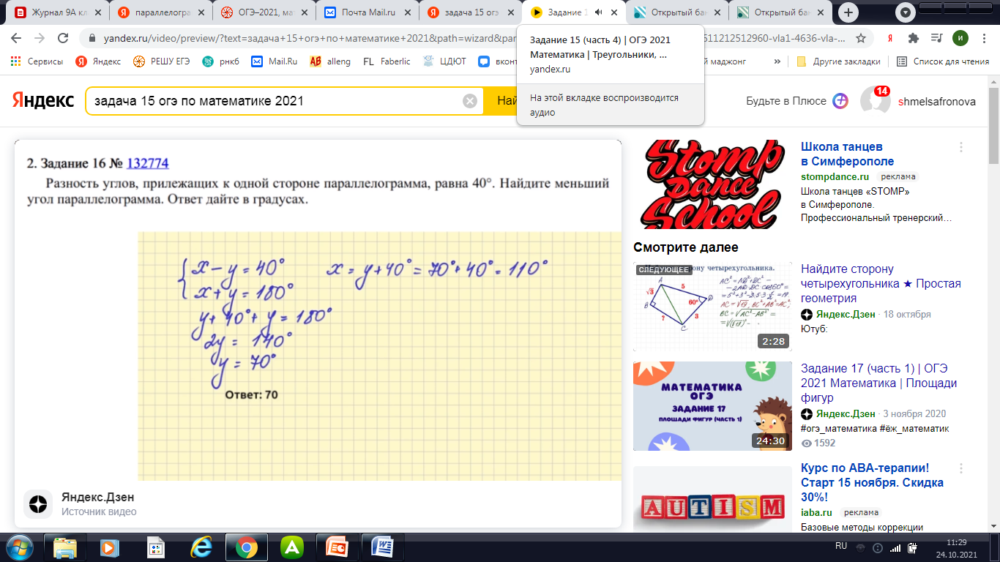 Журнал 9А кл
параллелогра
ОГЭ–2021, ма
Почта Mail.ru
задача 15 огэ
Задание 1
Открытый бан
Открытый бан
yandex.ru/video/preview/?text=задача+15+огэ+по+математике+2021&path=wizard&par
511212512960-vla1-4636-vla-...
Сервисы
Яндекс
РЕШУ ЕГЭ
рнкб
Mail.Ru
alleng
Faberlic
ЦДЮТ
вконт
й маджонг
»
Другие закладки
Список для чтения
Задание 15 (часть 4) | ОГЭ 2021
Математика | Треугольники, ...
yandex.ru
На этой вкладке воспроизводится
аудио
Яндекс
задача 15 огэ по математике 2021
Най
Будьте в Плюсе
14
shmelsafronova
2. Задание 16 № 132774
Разность углов, прилежащих к одной стороне параллелограмма, равна 40°. Найдите меньший
угол параллелограмма. Ответ дайте в градусах.
x − y = 40°
x = y + 40° = 70° + 40° = 110°
x + y = 180°
y + 40° + y = 180°
2y = 140°
y = 70°
Ответ: 70
Яндекс.Дзен
Источник видео
Stomp
Dance
School
Школа танцев
в Симферополе
stompdance.ru реклама
Школа танцев «STOMP»
в Симферополе.
Профессиональный тренерский…
Смотрите далее
СЛЕДУЮЩЕЕ
2:28
Найдите сторону
четырехугольника ★ Простая
геометрия
Яндекс.Дзен · 18 октября
Ютуб:
МАТЕМАТИКА
ОГЭ
ЗАДАНИЕ 17
ПЛОЩАДИ ФИГУР (ЧАСТЬ 1)
24:30
Задание 17 (часть 1) | ОГЭ
2021 Математика | Площади
фигур
Яндекс.Дзен · 3 ноября 2020
#огэ_математика #ёж_математик
1592
AUTISM
Курс по АВА-терапии!
Старт 15 ноября. Скидка
30%!
iaba.ru реклама
Базовые методы коррекции
RU
11:29
24.10.2021